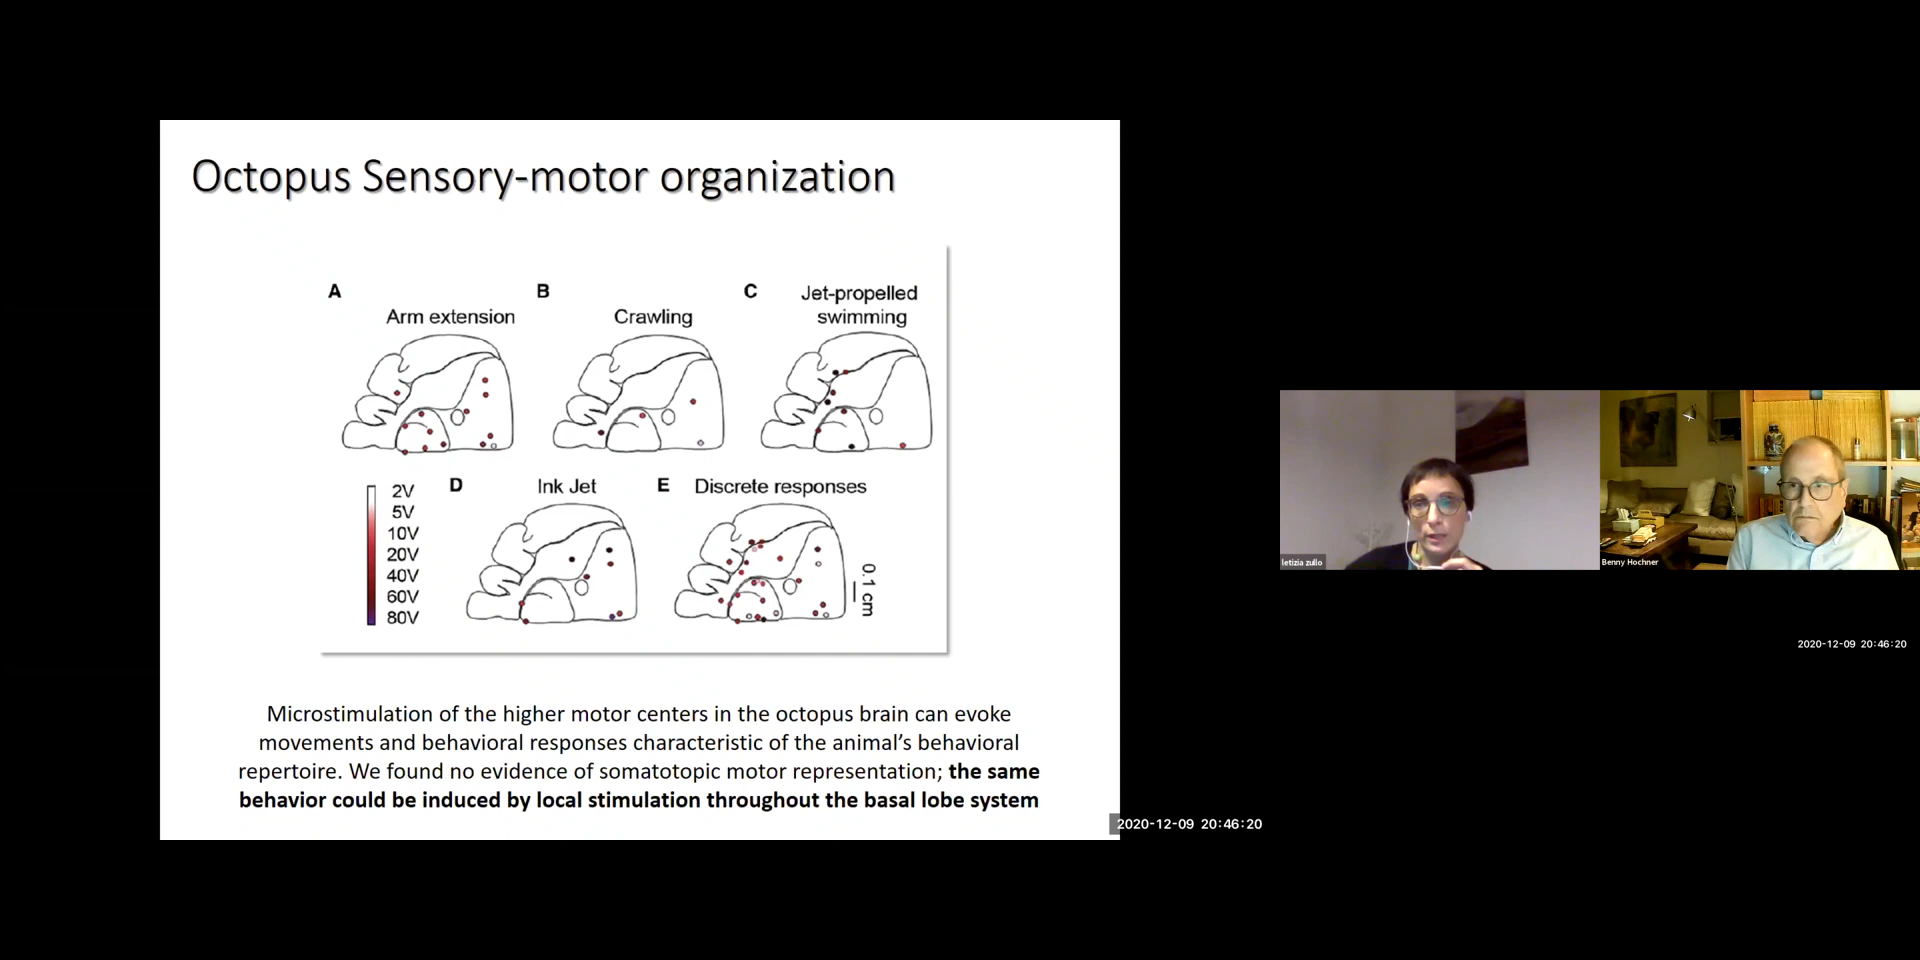 Octopus Sensory-motor organization
A
Arm extension
B
Crawling
C
Jet-propelled
swimming
2V
5V
10V
20V
40V
60V
80V
D
Ink Jet
E
Discrete responses
0.1 cm
Microstimulation of the higher motor centers in the octopus brain can evoke
movements and behavioral responses characteristic of the animal’s behavioral
repertoire. We found no evidence of somatotopic motor representation; the same
behavior could be induced by local stimulation throughout the basal lobe system
2020-12-09 20:46:20
letizia zullo
Benny Hochner
2020-12-09 20:46:20